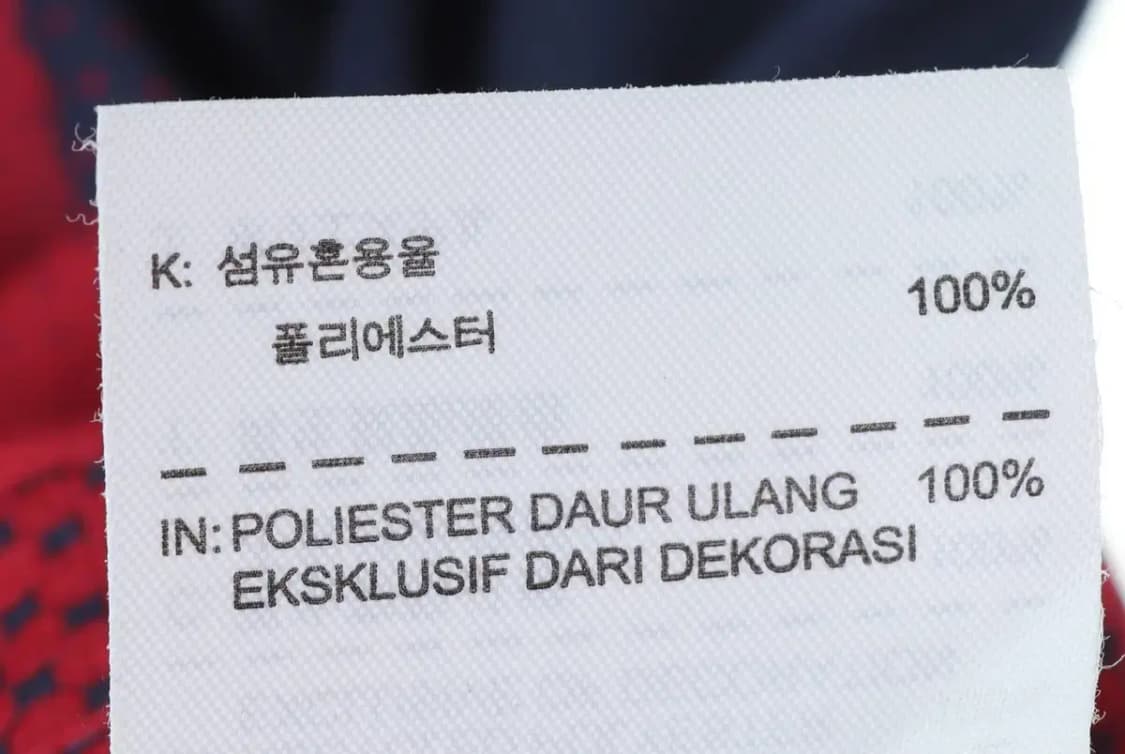 K: 섬유혼용율
폴리에스터 100%
IN: POLIESTER DAUR ULANG 100%
EKSKLUSIF DARI DEKORASI